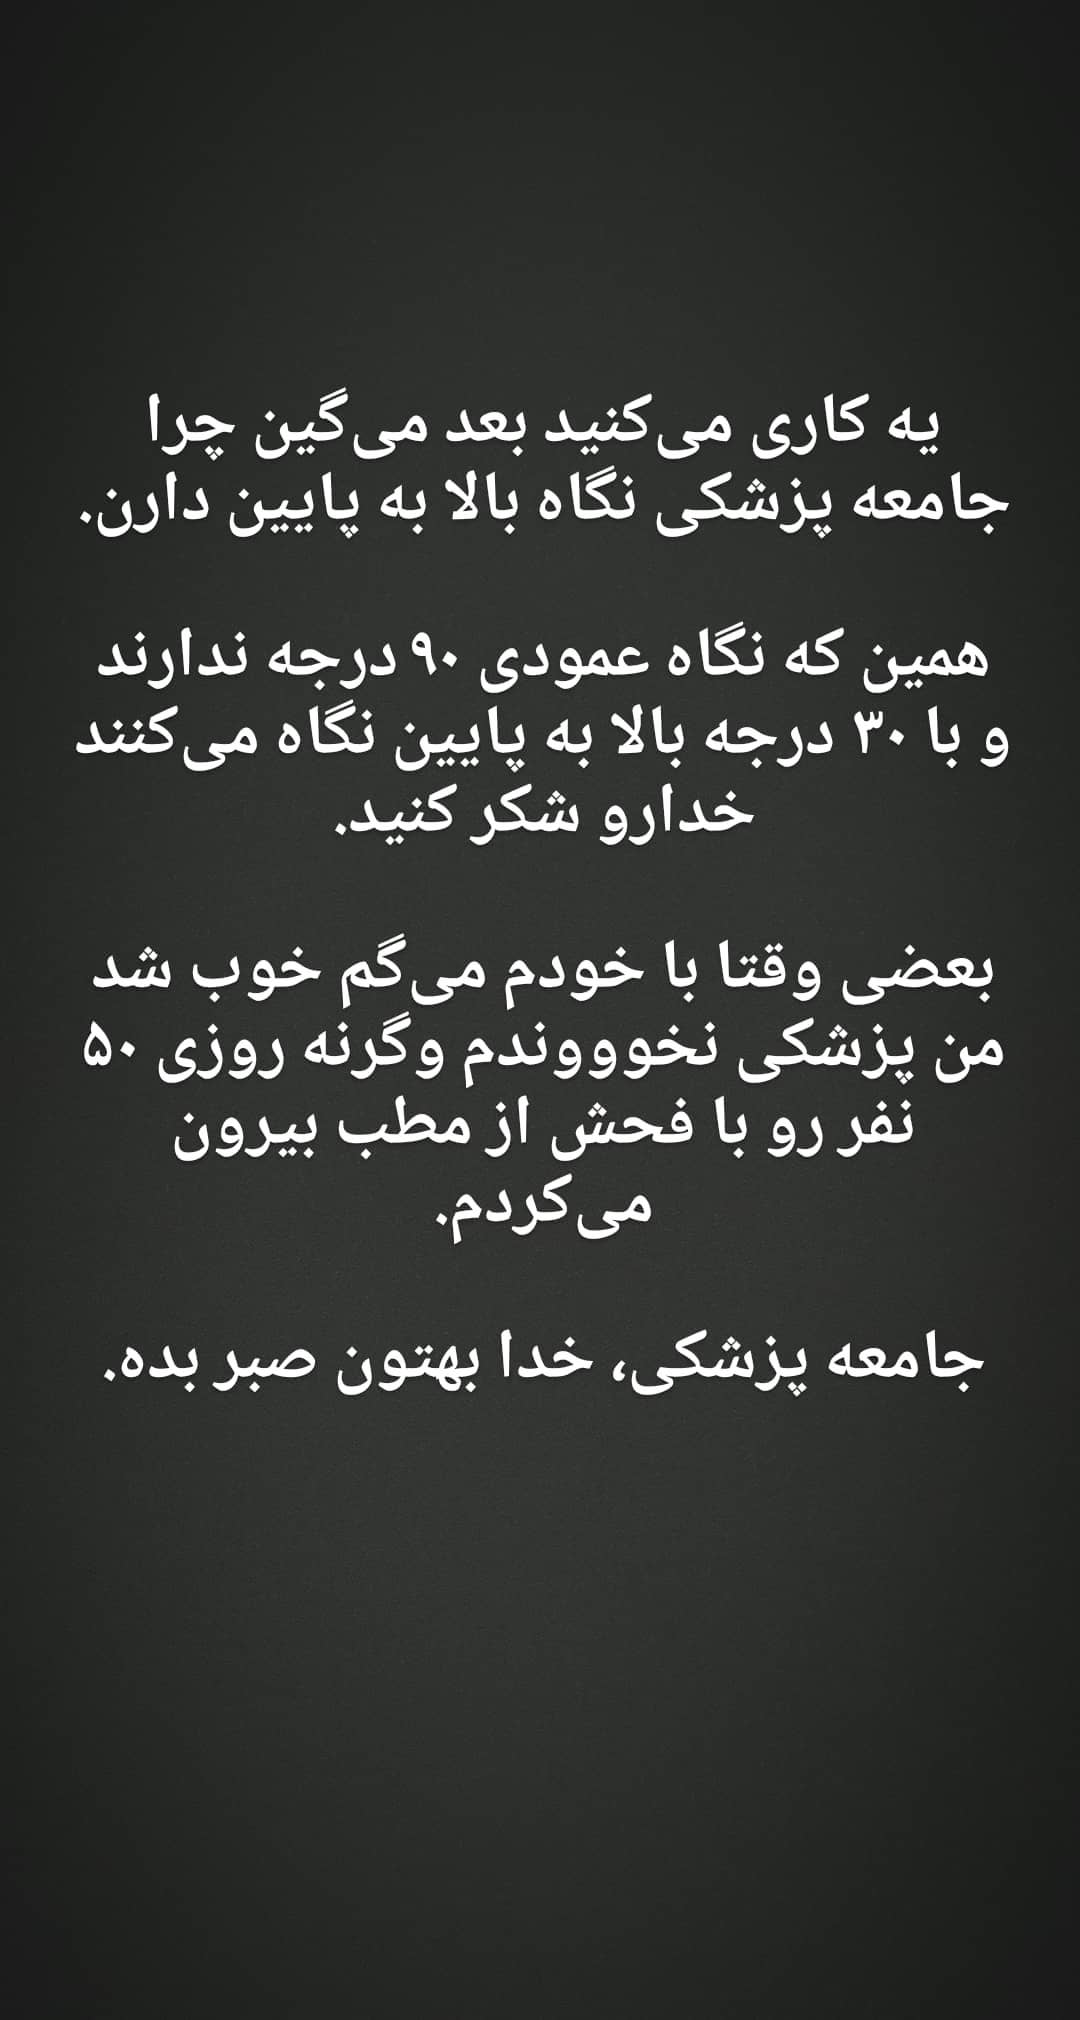 یه کاری می‌کنید بعد می‌گین چرا
جامعه پزشکی نگاه بالا به پایین دارن.
همین که نگاه عمودی ۹۰ درجه ندارند
و با ۳۰ درجه بالا به پایین نگاه می‌کنند
خدارو شکر کنید.
بعضی وقتا با خودم می‌گم خوب شد
من پزشکی نخوووندم وگرنه روزی ۵۰
نفر رو با فحش از مطب بیرون
می‌کردم.
جامعه پزشکی، خدا بهتون صبر بده.